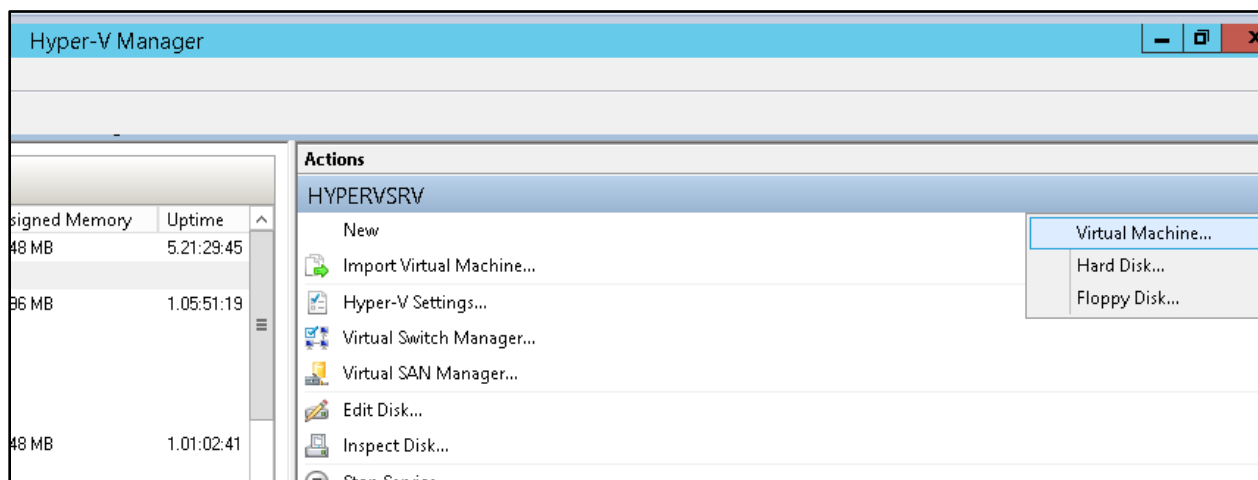 Hyper-V Manager
Actions
HYPERVSRV
signed Memory Uptime
New
Virtual Machine...
48 MB 5.21:29:45
Import Virtual Machine...
Hard Disk...
96 MB 1.05:51:19
Hyper-V Settings...
Floppy Disk...
Virtual Switch Manager...
Virtual SAN Manager...
Edit Disk...
48 MB 1.01:02:41
Inspect Disk...